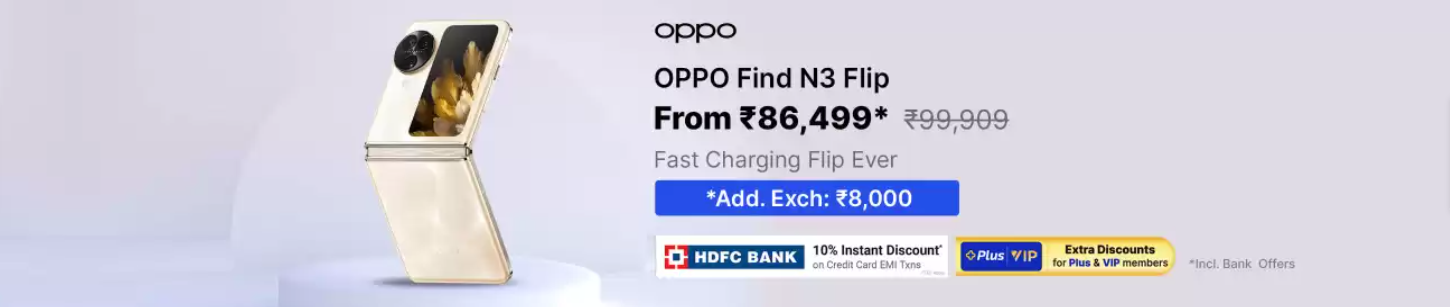 oppo
OPPO Find N3 Flip
From ₹86,499* ₹99,909
Fast Charging Flip Ever
*Add. Exch: ₹8,000
HDFC BANK 10% Instant Discount*
on Credit Card EMI Txns
Plus VIP Extra Discounts
for Plus & VIP members
*Incl. Bank Offers